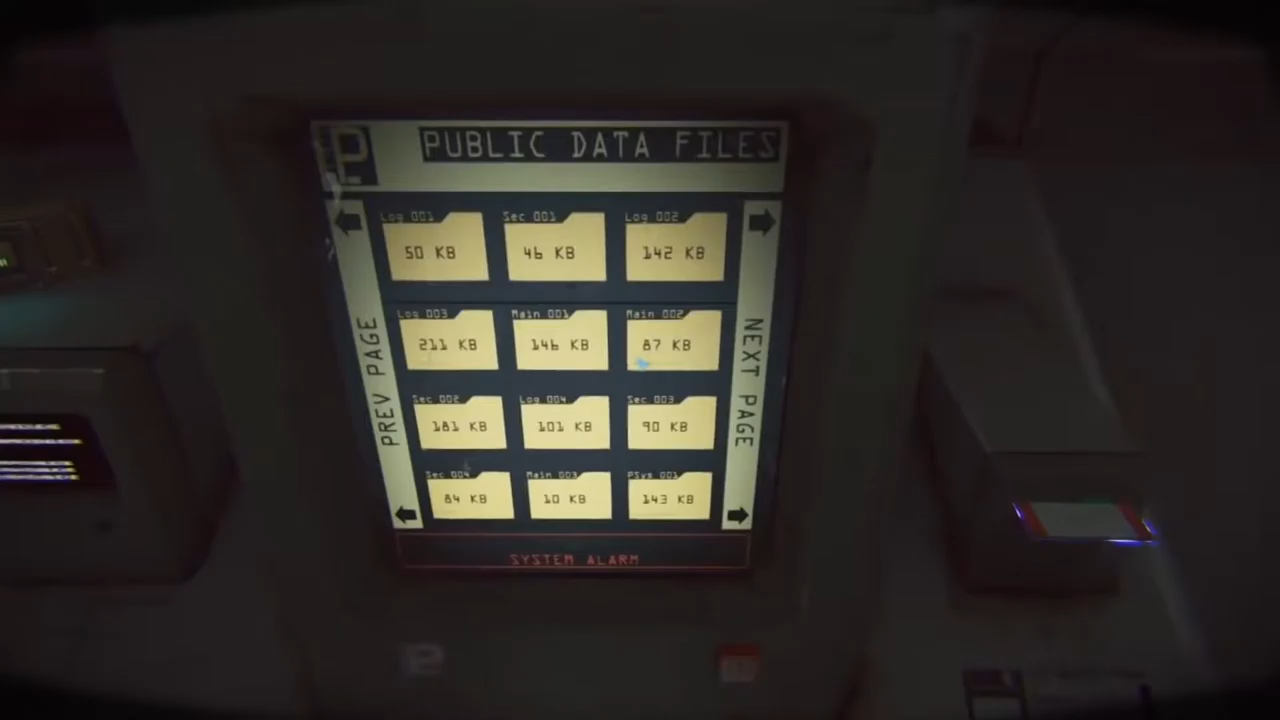 PUBLIC DATA FILES
Log 001
Sec 001
Log 002
50 KB
46 KB
142 KB
Log 003
Main 001
Main 002
211 KB
146 KB
87 KB
Sec 002
Log 004
Sec 003
181 KB
101 KB
90 KB
Sec 004
Main 003
PSys 001
84 KB
10 KB
143 KB
PREV PAGE
NEXT PAGE
SYSTEM ALARM